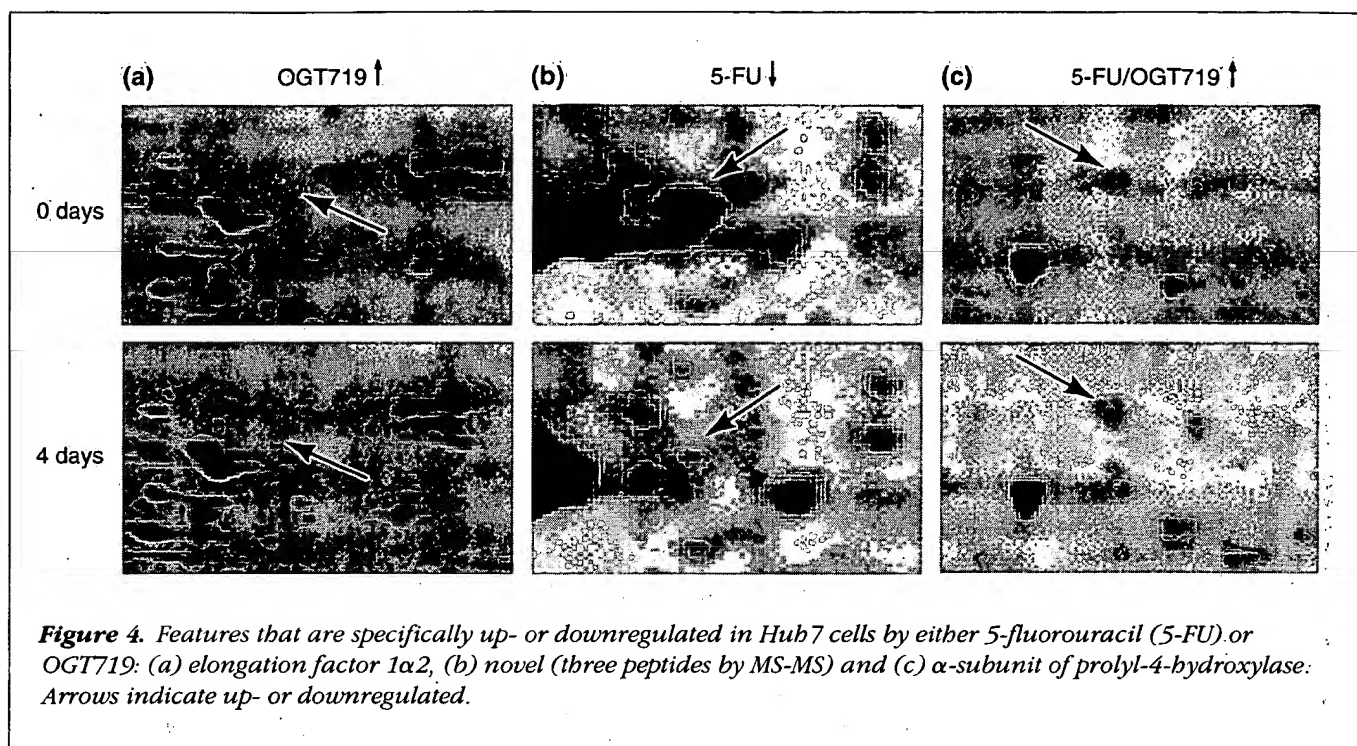 (a) OGT719 ↑ (b) 5-FU ↓ (c) 5-FU/OGT719 ↑
0 days
4 days
Figure 4. Features that are specifically up- or downregulated in Hub7 cells by either 5-fluorouracil (5-FU) or
OGT719: (a) elongation factor 1α2, (b) novel (three peptides by MS-MS) and (c) α-subunit of prolyl-4-hydroxylase.
Arrows indicate up- or downregulated.